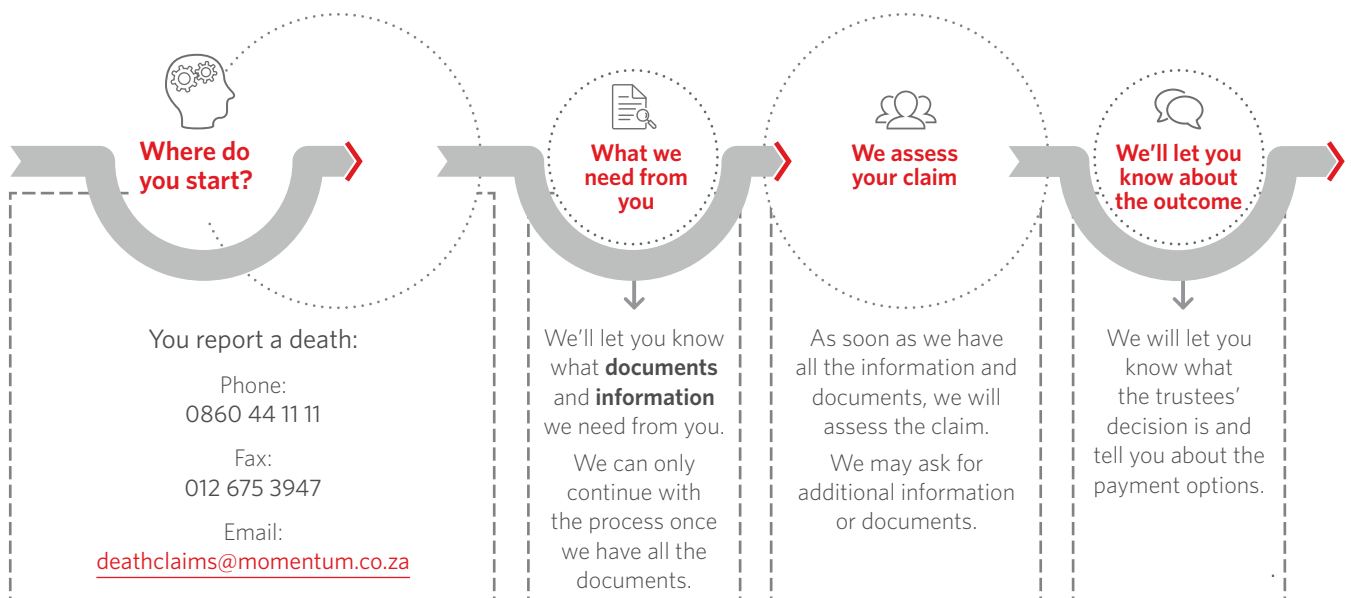 Where do
you start?
You report a death:
Phone:
0860 44 11 11
Fax:
012 675 3947
Email:
deathclaims@momentum.co.za
What we
need from
you
We'll let you know
what documents
and information
we need from you.
We can only
continue with
the process once
we have all the
documents.
We assess
your claim
As soon as we have
all the information and
documents, we will
assess the claim.
We may ask for
additional information
or documents.
We'll let you
know about
the outcome
We will let you
know what
the trustees'
decision is and
tell you about the
payment options.
.